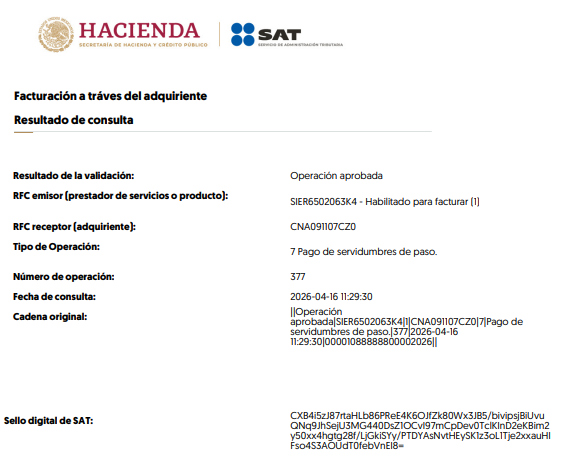 HACIENDA
SECRETARÍA DE HACIENDA Y CRÉDITO PÚBLICO
SAT
SERVICIO DE ADMINISTRACIÓN TRIBUTARIA
Facturación a tráves del adquiriente
Resultado de consulta
Resultado de la validación: Operación aprobada
RFC emisor (prestador de servicios o producto): SIER6502063K4 - Habilitado para facturar (1)
RFC receptor (adquiriente): CNA091107CZ0
Tipo de Operación: 7 Pago de servidumbres de paso.
Número de operación: 377
Fecha de consulta: 2026-04-16 11:29:30
Cadena original: ||Operación
aprobada|SIER6502063K4|1|CNA091107CZ0|7|Pago de
servidumbres de paso.|377|2026-04-16
11:29:30|00001088888800002026||
Sello digital de SAT: CXB4i5zJ87rtaHLb86PReE4K6OJfZk80Wx3JB5/bivipsjBiUvu
QNq9JhSejU3MG440DsZ1OCvI97mCpDev0TclKInD2eKBim2
y50xx4hgtg28f/LjGkiSYy/PTDYAsNvtHEySK1z3oL1Tje2xxauHI
Fso4S3AOUdT0febVnEI8=